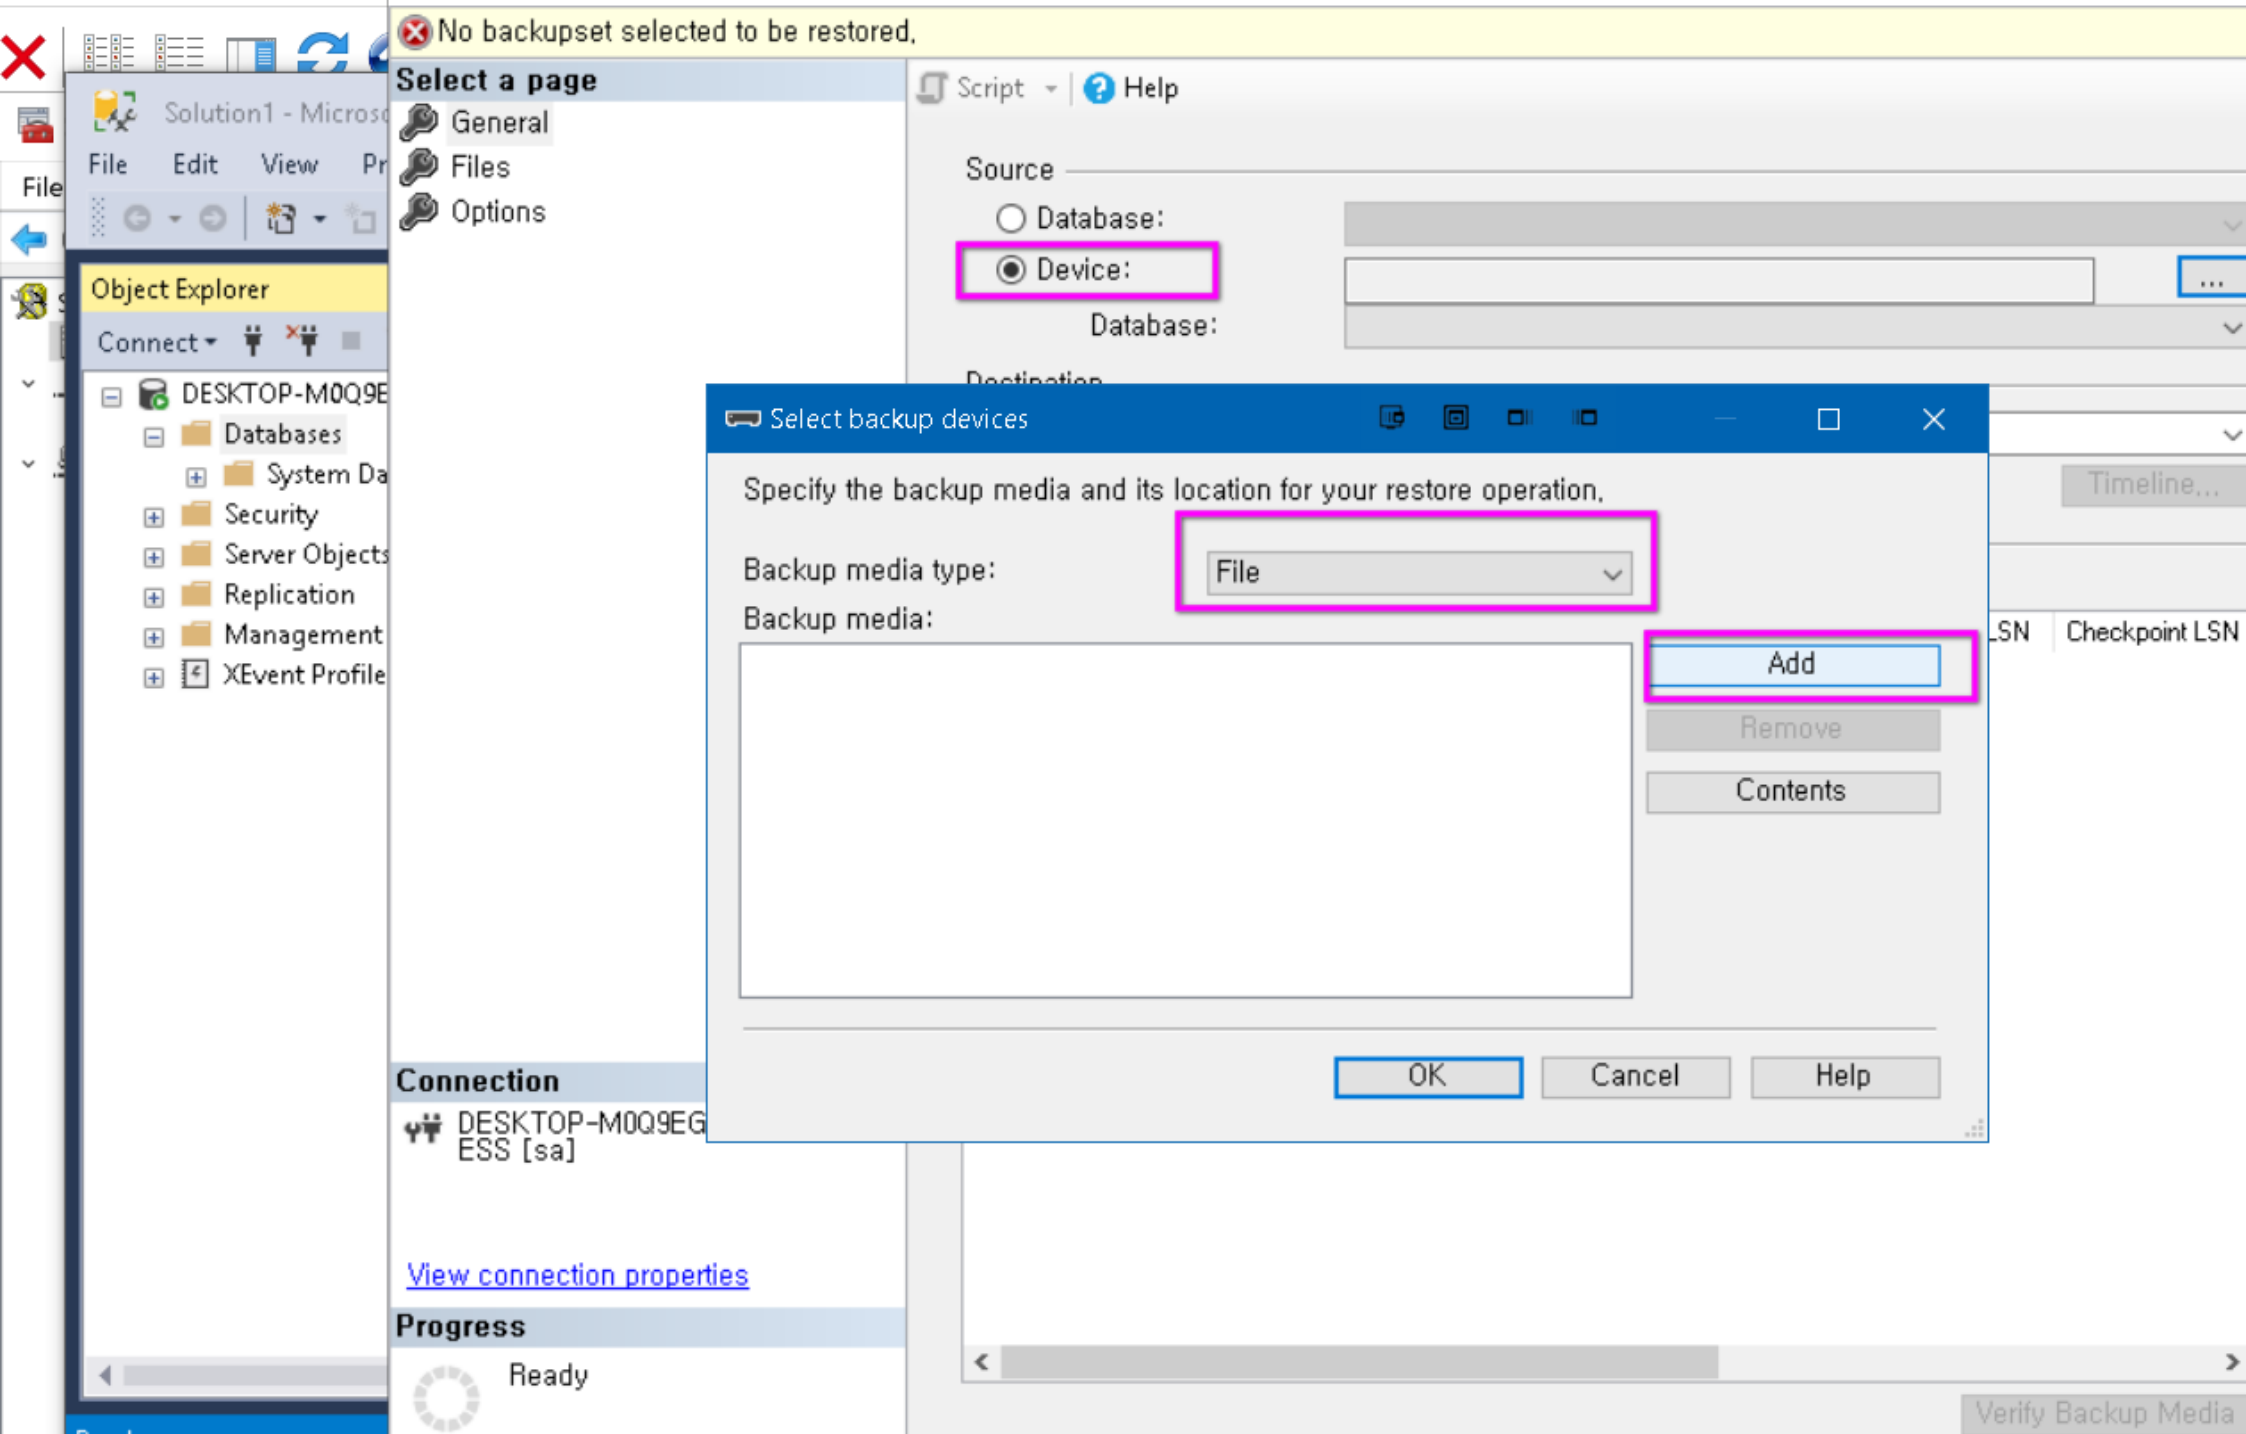 No backupset selected to be restored.
Select a page
General
Files
Options
Script
Help
Solution1 - Micros
File Edit View Pr
File
Object Explorer
Connect
DESKTOP-M0Q9E
Databases
System Da
Security
Server Objects
Replication
Management
XEvent Profile
Source
Database:
Device:
...
Database:
Destination
Timeline...
LSN
Checkpoint LSN
Select backup devices
Specify the backup media and its location for your restore operation.
Backup media type:
File
Backup media:
Add
Remove
Contents
OK
Cancel
Help
Connection
DESKTOP-M0Q9EG
ESS [sa]
View connection properties
Progress
Ready
Verify Backup Media